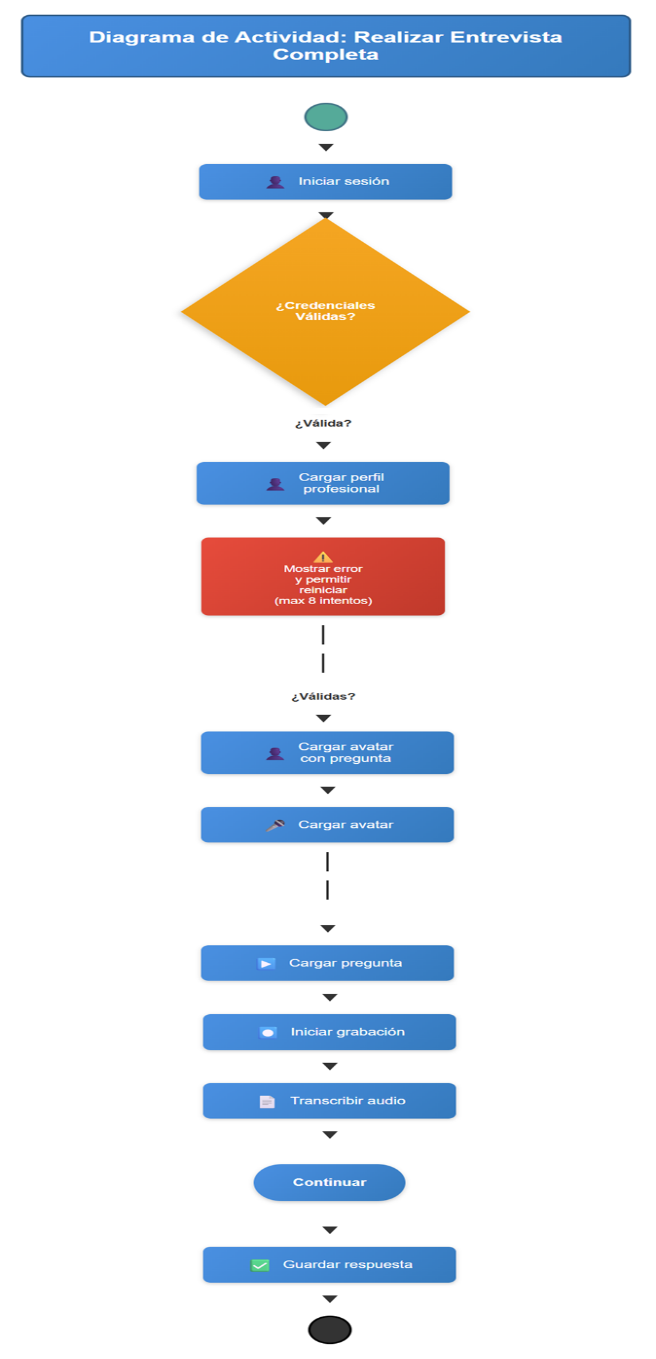 Diagrama de Actividad: Realizar Entrevista
Completa
Iniciar sesión
¿Credenciales
Válidas?
¿Válida?
Cargar perfil
profesional
Mostrar error
y permitir
reiniciar
(max 8 intentos)
¿Válidas?
Cargar avatar
con pregunta
Cargar avatar
Cargar pregunta
Iniciar grabación
Transcribir audio
Continuar
Guardar respuesta